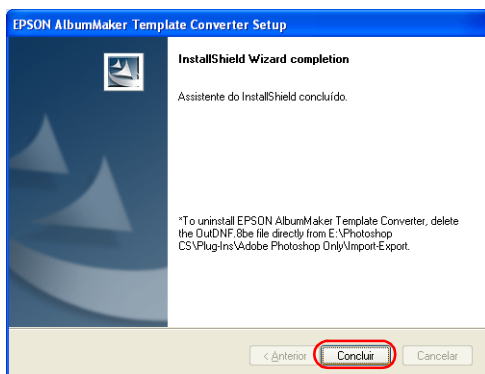 EPSON AlbumMaker Template Converter Setup
InstallShield Wizard completion
Assistente do InstallShield concluído.
*To uninstall EPSON AlbumMaker Template Converter, delete
the OutDNF.8be file directly from E:\Photoshop
CS\Plug-Ins\Adobe Photoshop Only\Import-Export.
< Anterior
Concluir
Cancelar